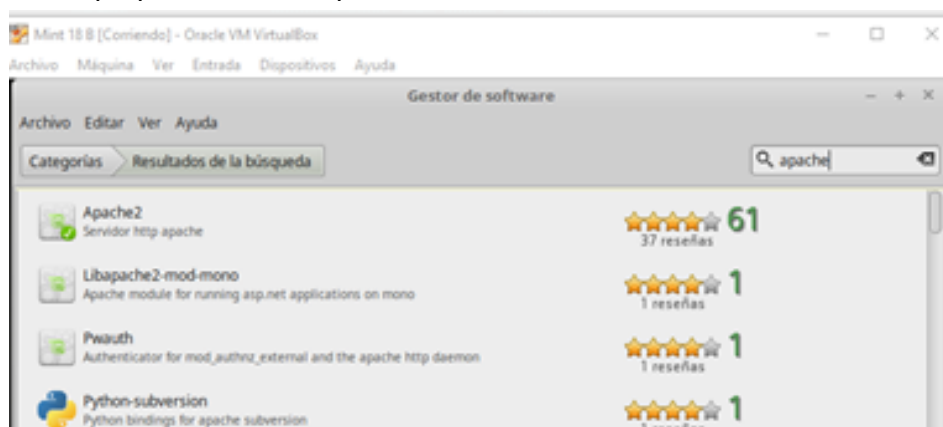 Mint 18 B [Corriendo] - Oracle VM VirtualBox
Archivo Máquina Ver Entrada Dispositivos Ayuda
Gestor de software
Archivo Editar Ver Ayuda
Categorías Resultados de la búsqueda apache
Apache2 61
Servidor http apache 37 reseñas
Libapache2-mod-mono 1
Apache module for running asp.net applications on mono 1 reseñas
Pwauth 1
Authenticator for mod_authnz_external and the apache http daemon 1 reseñas
Python-subversion 1
Python bindings for apache subversion 1 reseñas